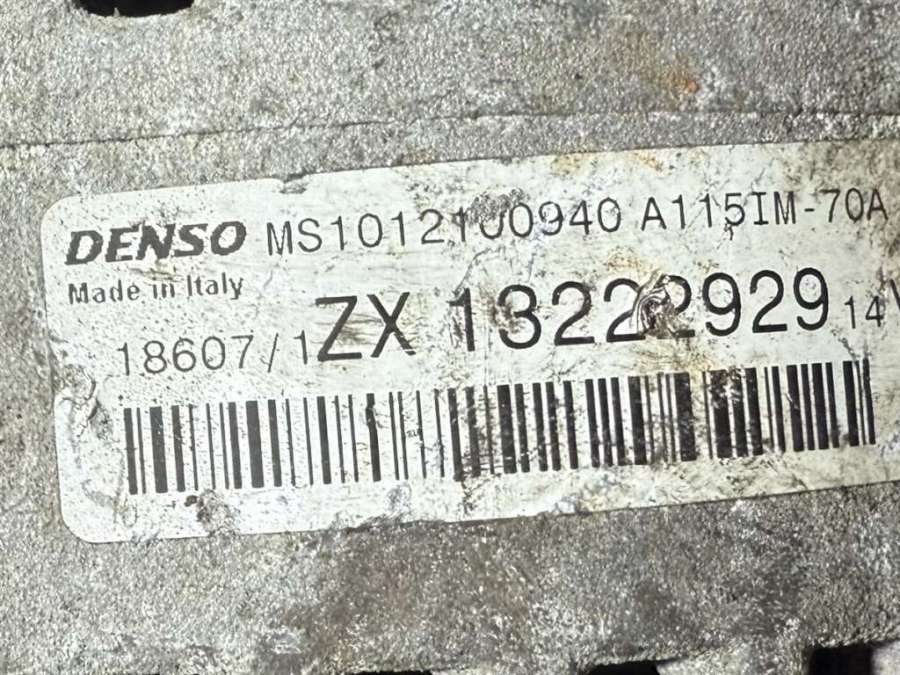 DENSO MS1012100940 A115IM-70A
Made in Italy
ZX 13222929 14V
18607/1